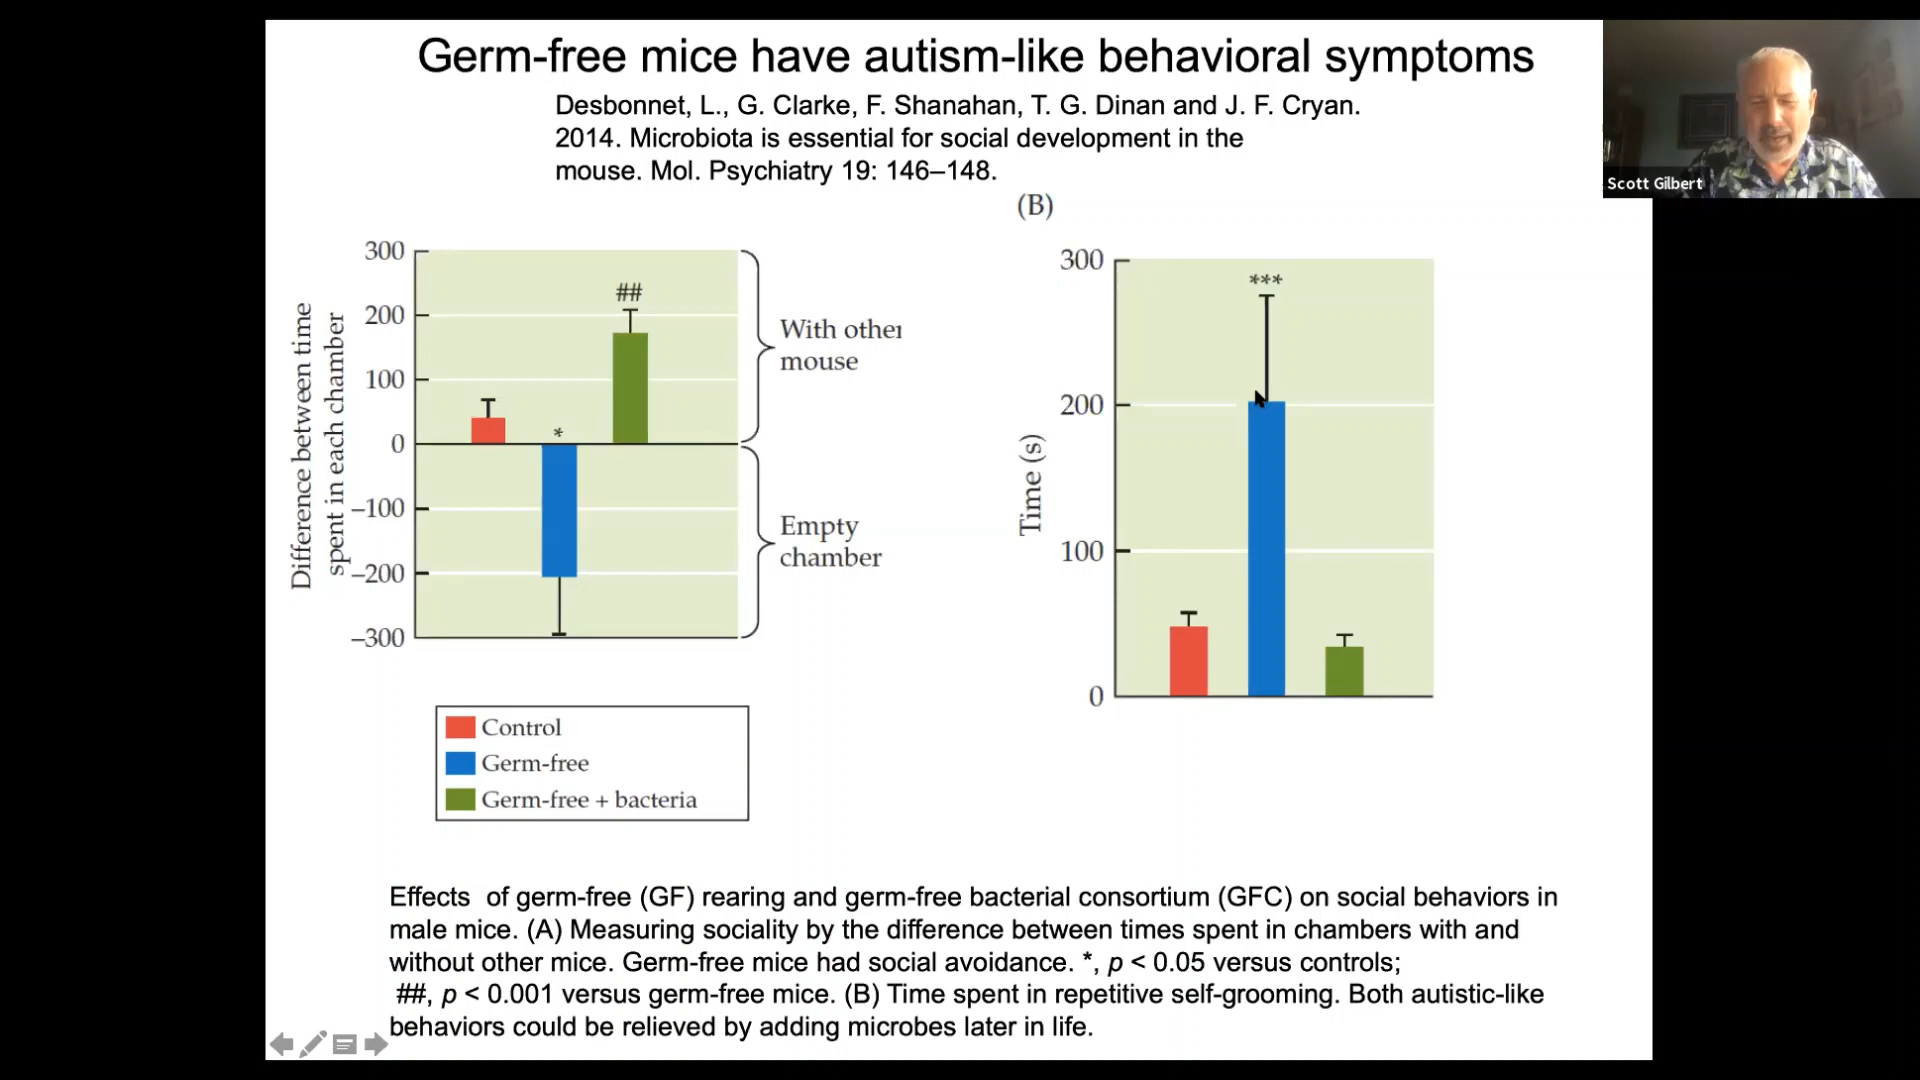 Germ-free mice have autism-like behavioral symptoms
Desbonnet, L., G. Clarke, F. Shanahan, T. G. Dinan and J. F. Cryan.
2014. Microbiota is essential for social development in the
mouse. Mol. Psychiatry 19: 146–148.
Scott Gilbert
(B)
Difference between time
spent in each chamber
300
200
100
0
–100
–200
–300
*
##
With other
mouse
Empty
chamber
Time (s)
300
200
100
0
***
Control
Germ-free
Germ-free + bacteria
Effects of germ-free (GF) rearing and germ-free bacterial consortium (GFC) on social behaviors in
male mice. (A) Measuring sociality by the difference between times spent in chambers with and
without other mice. Germ-free mice had social avoidance. *, p < 0.05 versus controls;
##, p < 0.001 versus germ-free mice. (B) Time spent in repetitive self-grooming. Both autistic-like
behaviors could be relieved by adding microbes later in life.